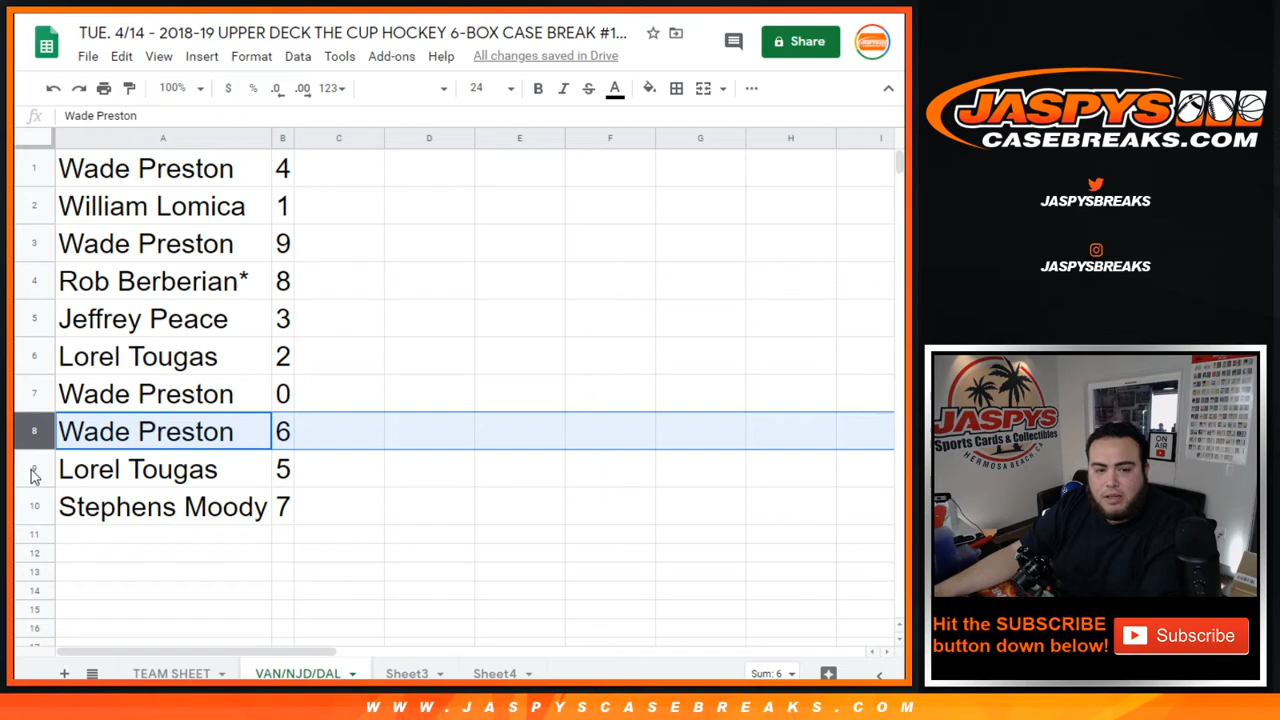 TUE. 4/14 - 2018-19 UPPER DECK THE CUP HOCKEY 6-BOX CASE BREAK #1...
File Edit View Insert Format Data Tools Add-ons Help All changes saved in Drive
Share
100% $ % .0 .00 123 24 B I S A
fx Wade Preston
A B C D E F G H I
1 Wade Preston 4
2 William Lomica 1
3 Wade Preston 9
4 Rob Berberian* 8
5 Jeffrey Peace 3
6 Lorel Tougas 2
7 Wade Preston 0
8 Wade Preston 6
9 Lorel Tougas 5
10 Stephens Moody 7
11
12
13
14
15
16
TEAM SHEET VAN/NJD/DAL Sheet3 Sheet4 Sum: 6
JASPYS
CASEBREAKS.COM
JASPYSBREAKS
JASPYSBREAKS
JASPYS
Sports Cards & Collectibles
HERMOSA BEACH CA
ON AIR
Hit the SUBSCRIBE
button down below!
Subscribe
WWW.JASPYSCASEBREAKS.COM